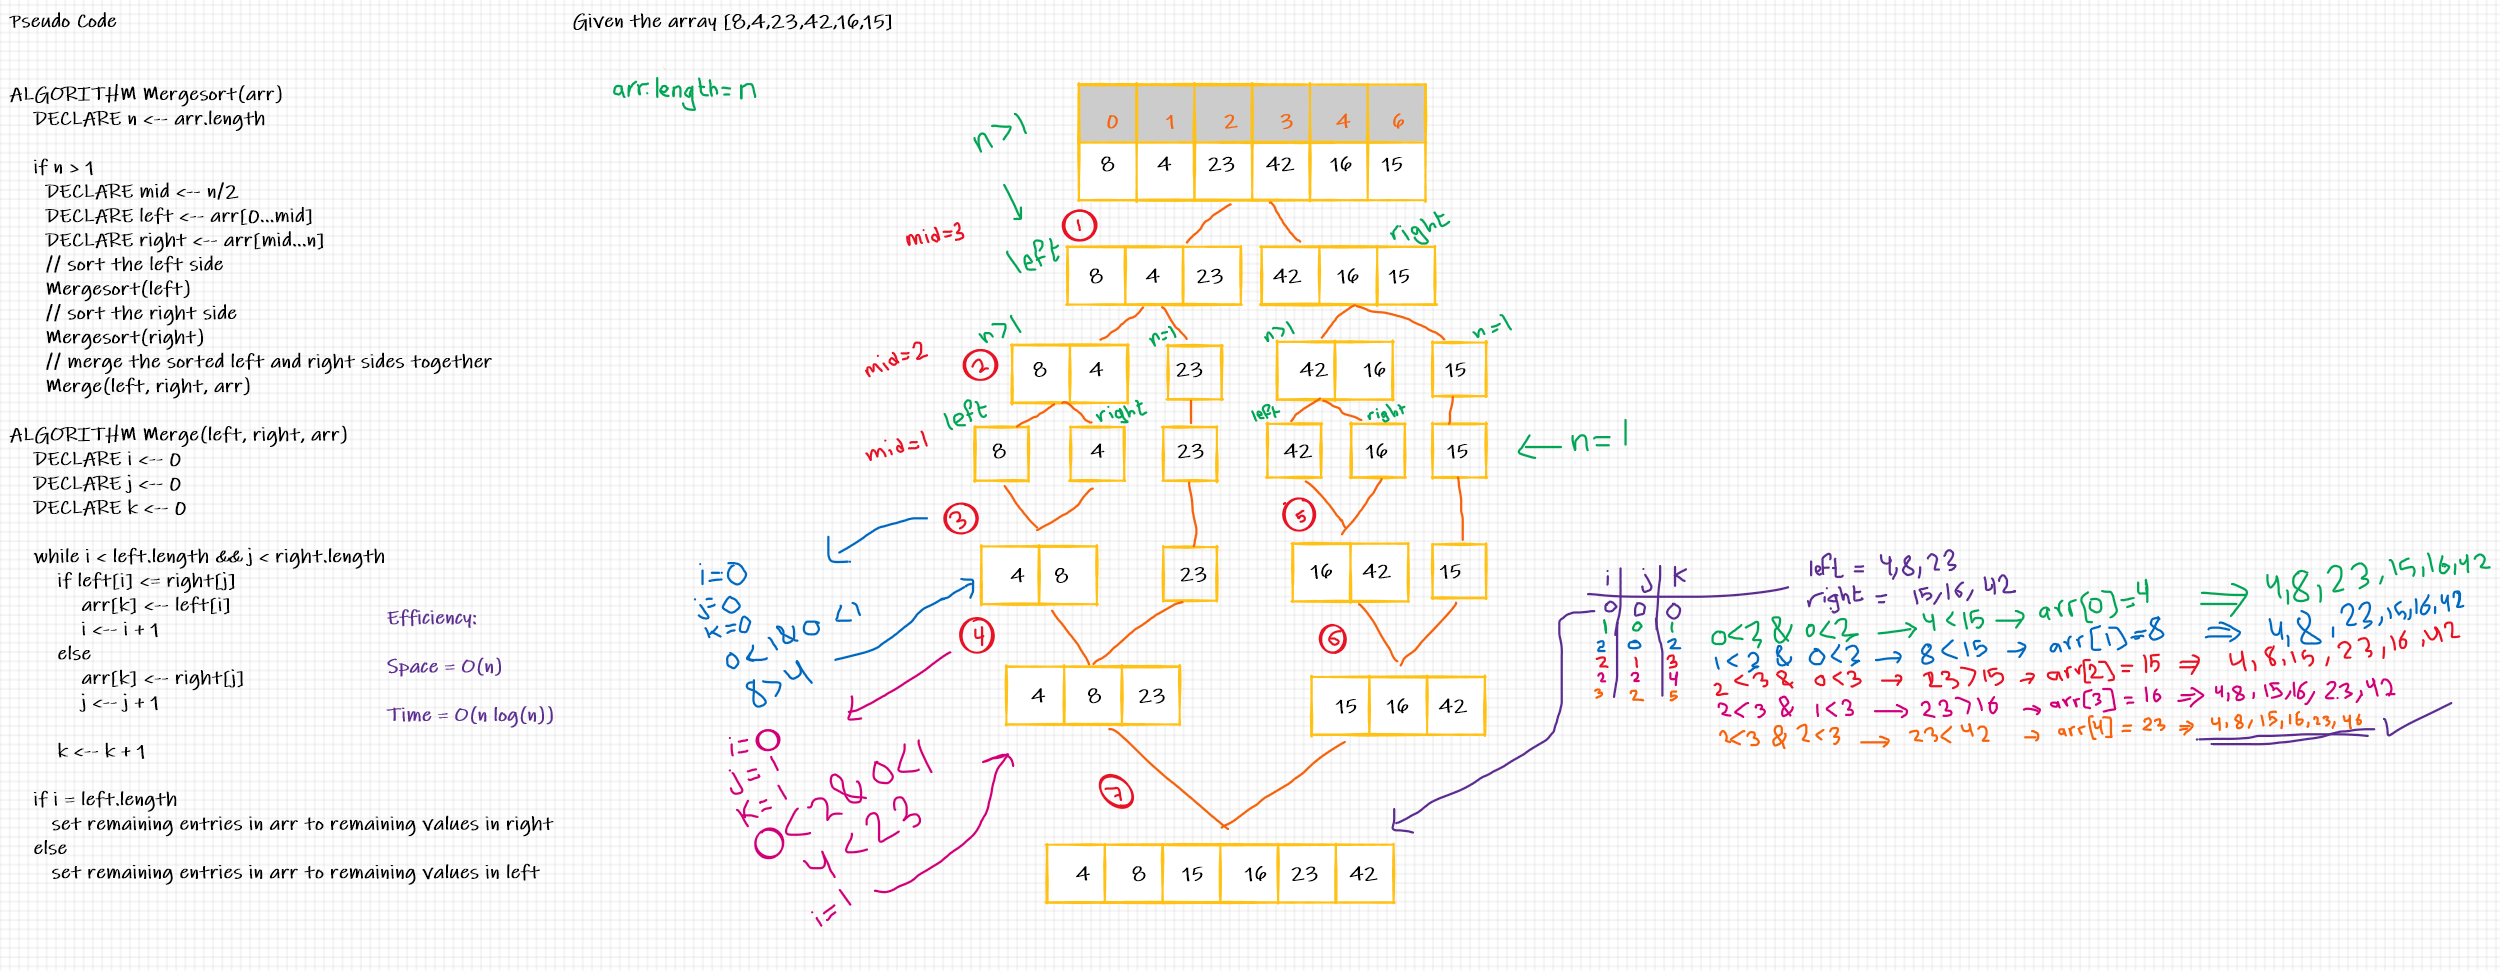 Pseudo Code
Given the array [8,4,23,42,16,15]
ALGORITHM Mergesort(arr)
DECLARE n <-- arr.length
if n > 1
DECLARE mid <-- n/2
DECLARE left <-- arr[0...mid]
DECLARE right <-- arr[mid...n]
// sort the left side
Mergesort(left)
// sort the right side
Mergesort(right)
// merge the sorted left and right sides together
Merge(left, right, arr)
ALGORITHM Merge(left, right, arr)
DECLARE i <-- 0
DECLARE j <-- 0
DECLARE k <-- 0
while i < left.length && j < right.length
if left[i] <= right[j]
arr[k] <-- left[i]
i <-- i + 1
else
arr[k] <-- right[j]
j <-- j + 1
k <-- k + 1
if i = left.length
set remaining entries in arr to remaining values in right
else
set remaining entries in arr to remaining values in left
Efficiency:
Space = O(n)
Time = O(n log(n))
arr.length=n
n>1
0 1 2 3 4 6
8 4 23 42 16 15
mid=3
1
left
right
8 4 23
42 16 15
n>1
n=1
n>1
n=1
mid=2
2
8 4
23
42 16
15
left
right
left
right
mid=1
8
4
23
42
16
15
n=1
3
5
4 8
23
16 42
15
i=0
j=0
k=0
0<1&0<1
8>4
4
6
4 8 23
15 16 42
i=0
j=1
k=1
0<2&0<1
4<23
i=1
7
4 8 15 16 23 42
left = 4,8,23
right = 15,16,42
i j k
0 0 0
1 0 1
2 0 2
2 1 3
2 2 4
3 2 5
0<3 & 0<3 → 4<15 → arr[0]=4 ⇒ 4,8,23,15,16,42
1<3 & 0<3 → 8<15 → arr[1]=8 ⇒ 4,8,23,15,16,42
2<3 & 0<3 → 23>15 → arr[2]=15 ⇒ 4,8,15,23,16,42
2<3 & 1<3 → 23>16 → arr[3]=16 ⇒ 4,8,15,16,23,42
2<3 & 2<3 → 23<42 → arr[4]=23 ⇒ 4,8,15,16,23,46